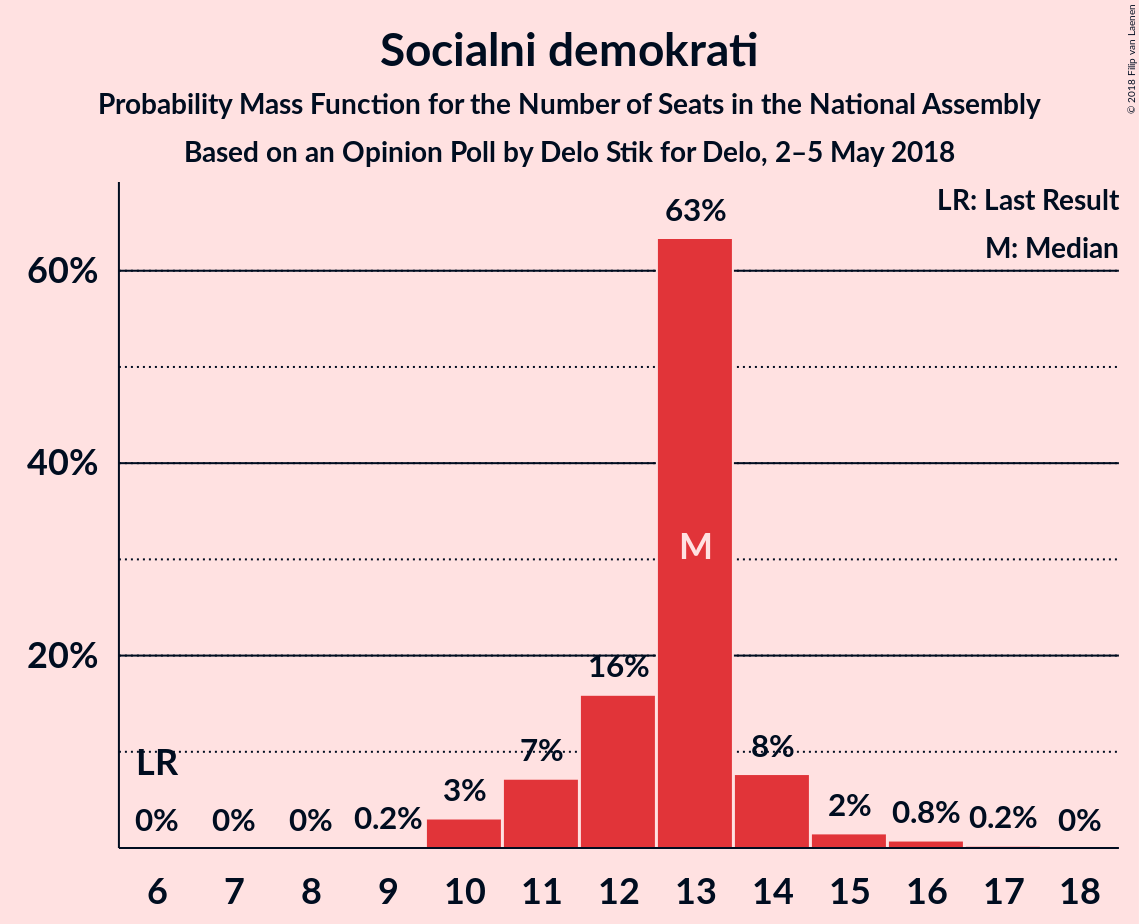 Socialni demokrati
Probability Mass Function for the Number of Seats in the National Assembly
Based on an Opinion Poll by Delo Stik for Delo, 2–5 May 2018
© 2018 Filip van Laenen
LR: Last Result
M: Median
60%
40%
20%
LR
0%
0%
0%
0.2%
3%
7%
16%
63%
M
8%
2%
0.8%
0.2%
0%
6 7 8 9 10 11 12 13 14 15 16 17 18